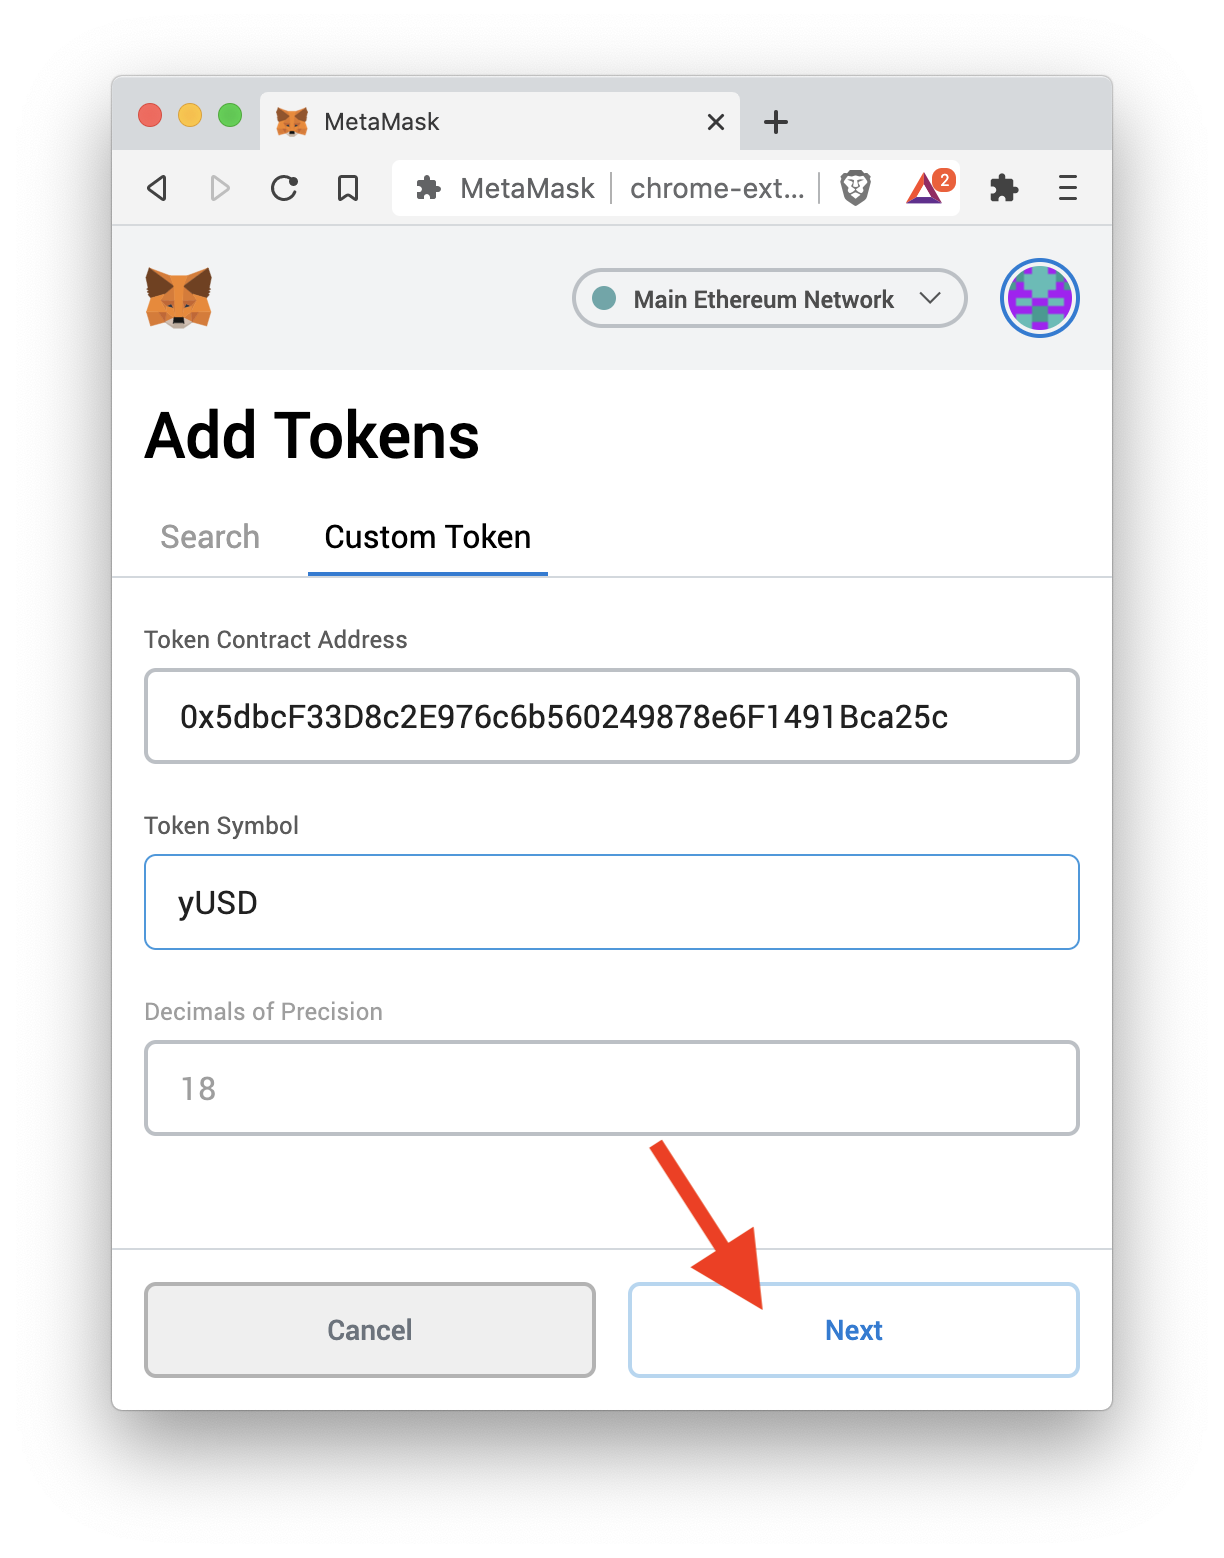 MetaMask
MetaMask chrome-ext... 2
Main Ethereum Network
Add Tokens
Search Custom Token
Token Contract Address
0x5dbcF33D8c2E976c6b560249878e6F1491Bca25c
Token Symbol
yUSD
Decimals of Precision
18
Cancel Next